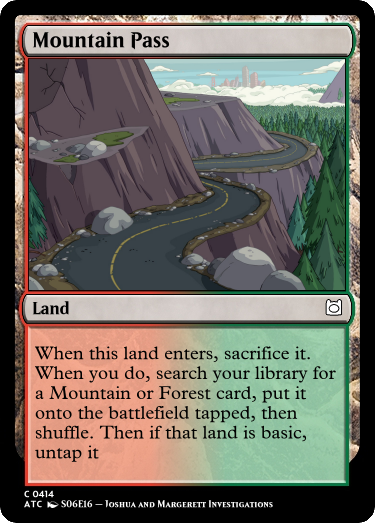 Mountain Pass
Land
When this land enters, sacrifice it.
When you do, search your library for
a Mountain or Forest card, put it
onto the battlefield tapped, then
shuffle. Then if that land is basic,
untap it
C 0414
ATC S06E16 – Joshua and Margerett Investigations